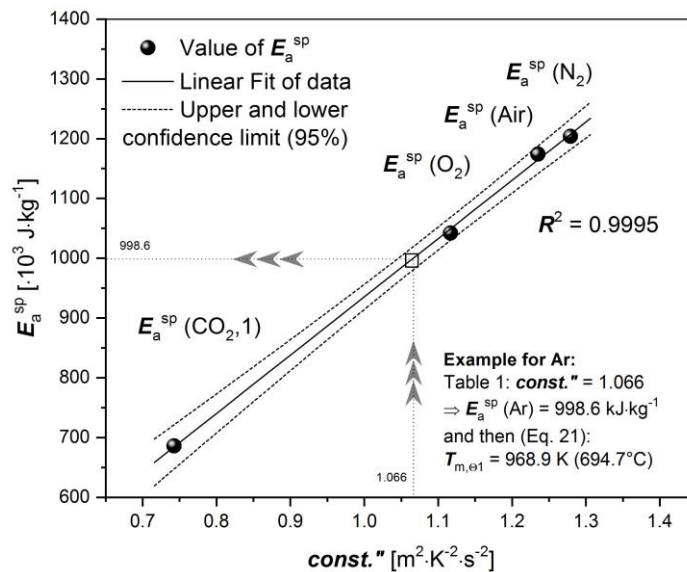 1400
1300
1200
1100
1000
900
800
700
600
E_a^sp [·10³ J·kg⁻¹]
Value of E_a^sp
Linear Fit of data
Upper and lower
confidence limit (95%)
E_a^sp (N₂)
E_a^sp (Air)
E_a^sp (O₂)
R² = 0.9995
998.6
E_a^sp (CO₂,1)
Example for Ar:
Table 1: const." = 1.066
⇒ E_a^sp (Ar) = 998.6 kJ·kg⁻¹
and then (Eq. 21):
T_m,Θ1 = 968.9 K (694.7°C)
1.066
0.7 0.8 0.9 1.0 1.1 1.2 1.3 1.4
const." [m²·K⁻²·s⁻²]